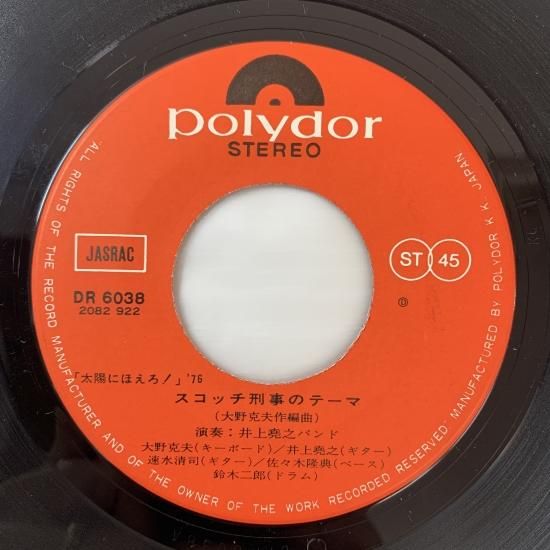 polydor
STEREO
JASRAC
ST 45
DR 6038
2082 922
「太陽にほえろ!」'76
スコッチ刑事のテーマ
(大野克夫作編曲)
演奏:井上堯之バンド
大野克夫(キーボード)/井上堯之(ギター)
速水清司(ギター)/佐々木隆典(ベース)
鈴木二郎(ドラム)
ALL RIGHTS OF THE RECORD MANUFACTURER AND OF THE OWNER OF THE WORK RECORDED RESERVED. MANUFACTURED BY POLYDOR K.K. JAPAN